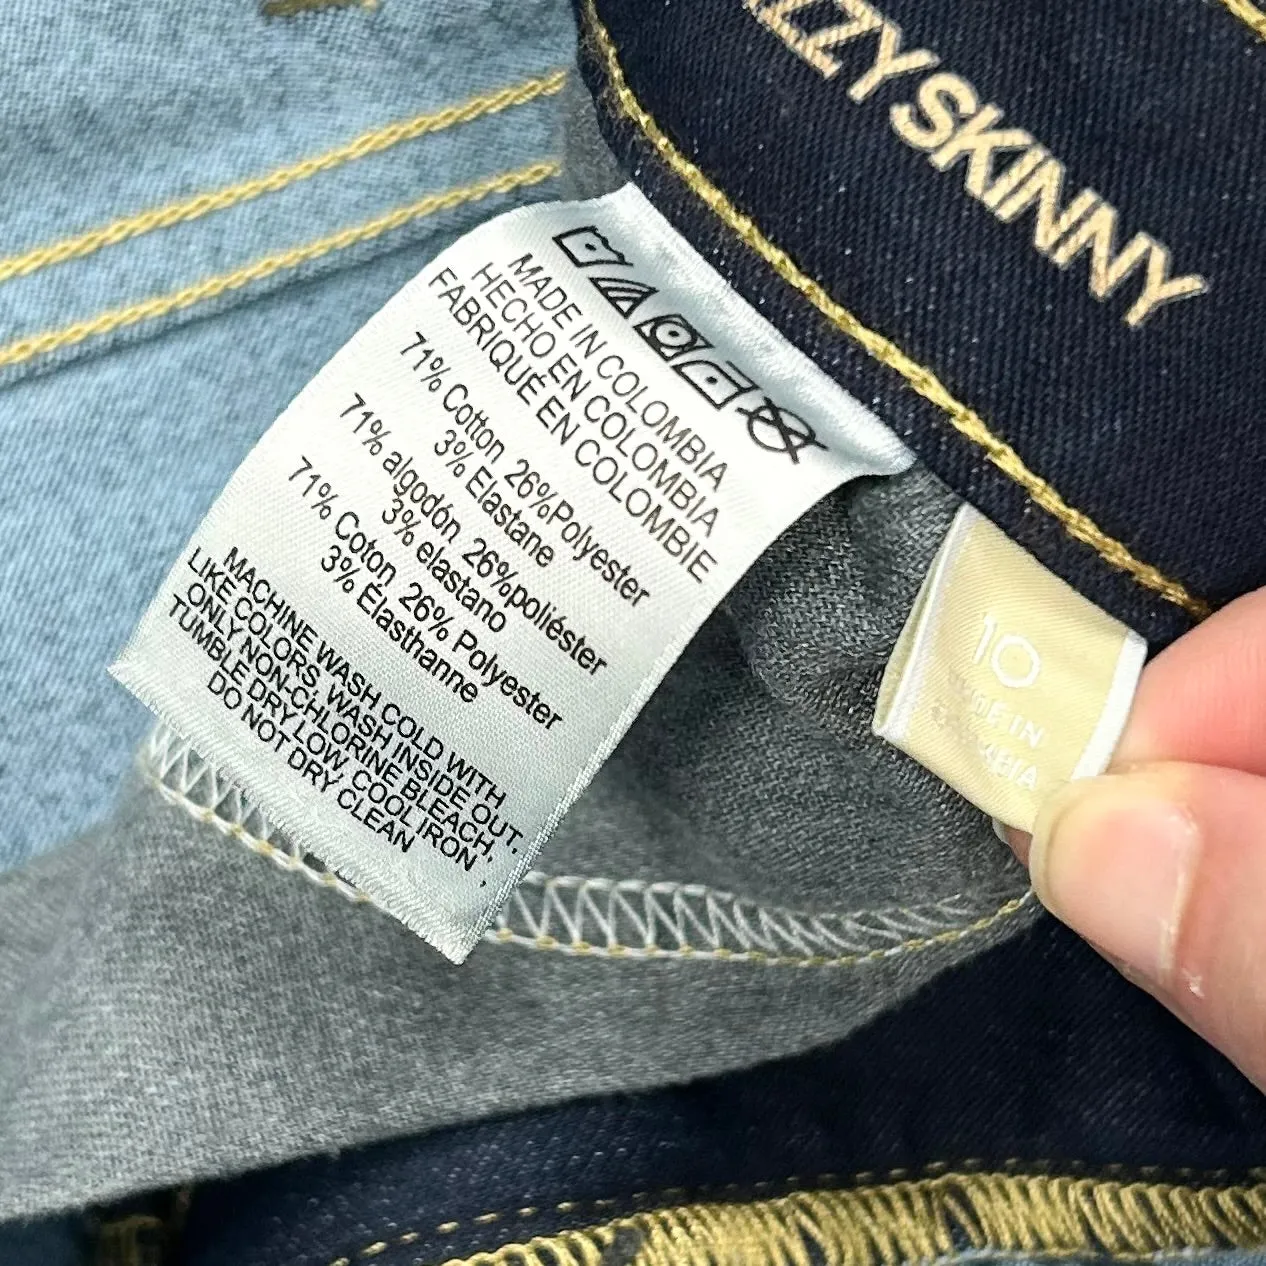 SKINNY
MADE IN COLOMBIA
HECHO EN COLOMBIA
FABRIQUÉ EN COLOMBIE
71% Cotton 26%Polyester
3% Elastane
71% algodón 26%poliéster
3% elastano
71% Coton 26% Polyester
3% Élasthanne
MACHINE WASH COLD WITH
LIKE COLORS, WASH INSIDE OUT.
ONLY NON-CHLORINE BLEACH,
TUMBLE DRY LOW, COOL IRON ,
DO NOT DRY CLEAN
10
MADE IN